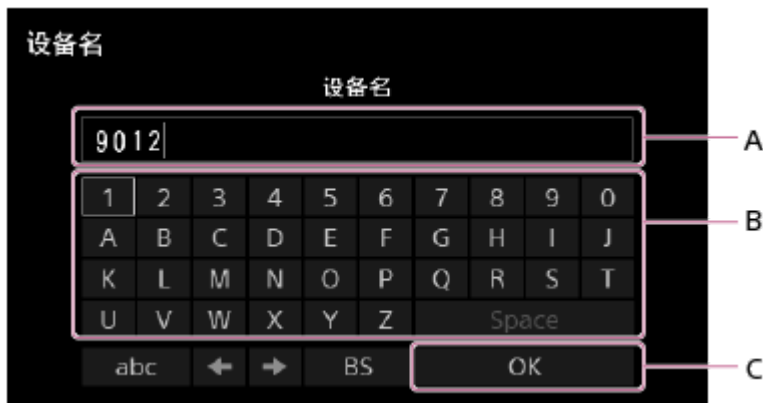 设备名
设备名
9012
A
1 2 3 4 5 6 7 8 9 0
B
A B C D E F G H I J
K L M N O P Q R S T
U V W X Y Z Space
abc ← → BS OK
C